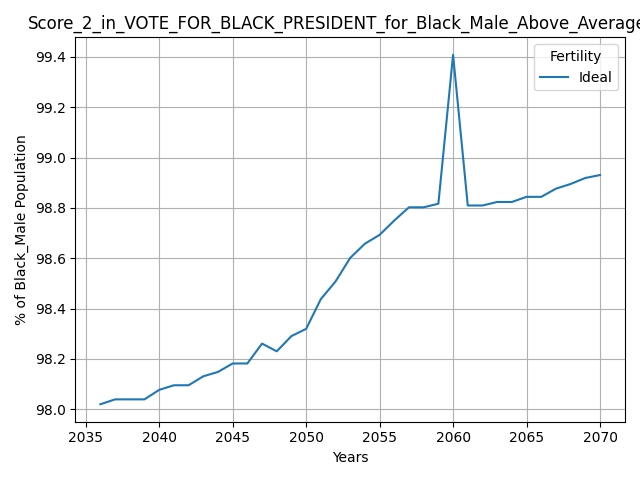 Score_2_in_VOTE_FOR_BLACK_PRESIDENT_for_Black_Male_Above_Average
99.4
99.2
99.0
98.8
98.6
98.4
98.2
98.0
% of Black_Male Population
Fertility
Ideal
2035 2040 2045 2050 2055 2060 2065 2070
Years